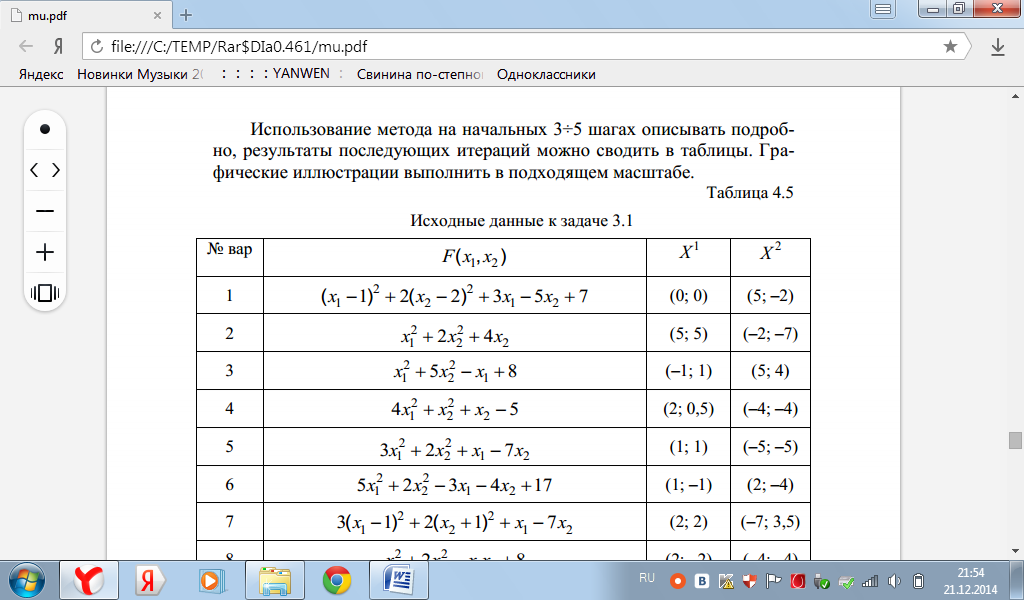 mu.pdf
file:///C:/TEMP/Rar$DIa0.461/mu.pdf
Яндекс Новинки Музыки 20 : : : : YANWEN : Свинина по-степно Одноклассники
Использование метода на начальных 3÷5 шагах описывать подроб-
но, результаты последующих итераций можно сводить в таблицы. Гра-
фические иллюстрации выполнить в подходящем масштабе.
Таблица 4.5
Исходные данные к задаче 3.1
№ вар F(x₁,x₂) X¹ X²
1 (x₁ −1)² + 2(x₂ − 2)² + 3x₁ − 5x₂ + 7 (0; 0) (5; –2)
2 x₁² + 2x₂² + 4x₂ (5; 5) (–2; –7)
3 x₁² + 5x₂² − x₁ + 8 (–1; 1) (5; 4)
4 4x₁² + x₂² + x₂ − 5 (2; 0,5) (–4; –4)
5 3x₁² + 2x₂² + x₁ − 7x₂ (1; 1) (–5; –5)
6 5x₁² + 2x₂² − 3x₁ − 4x₂ +17 (1; –1) (2; –4)
7 3(x₁ −1)² + 2(x₂ +1)² + x₁ − 7x₂ (2; 2) (–7; 3,5)
8
RU
21:54
21.12.2014